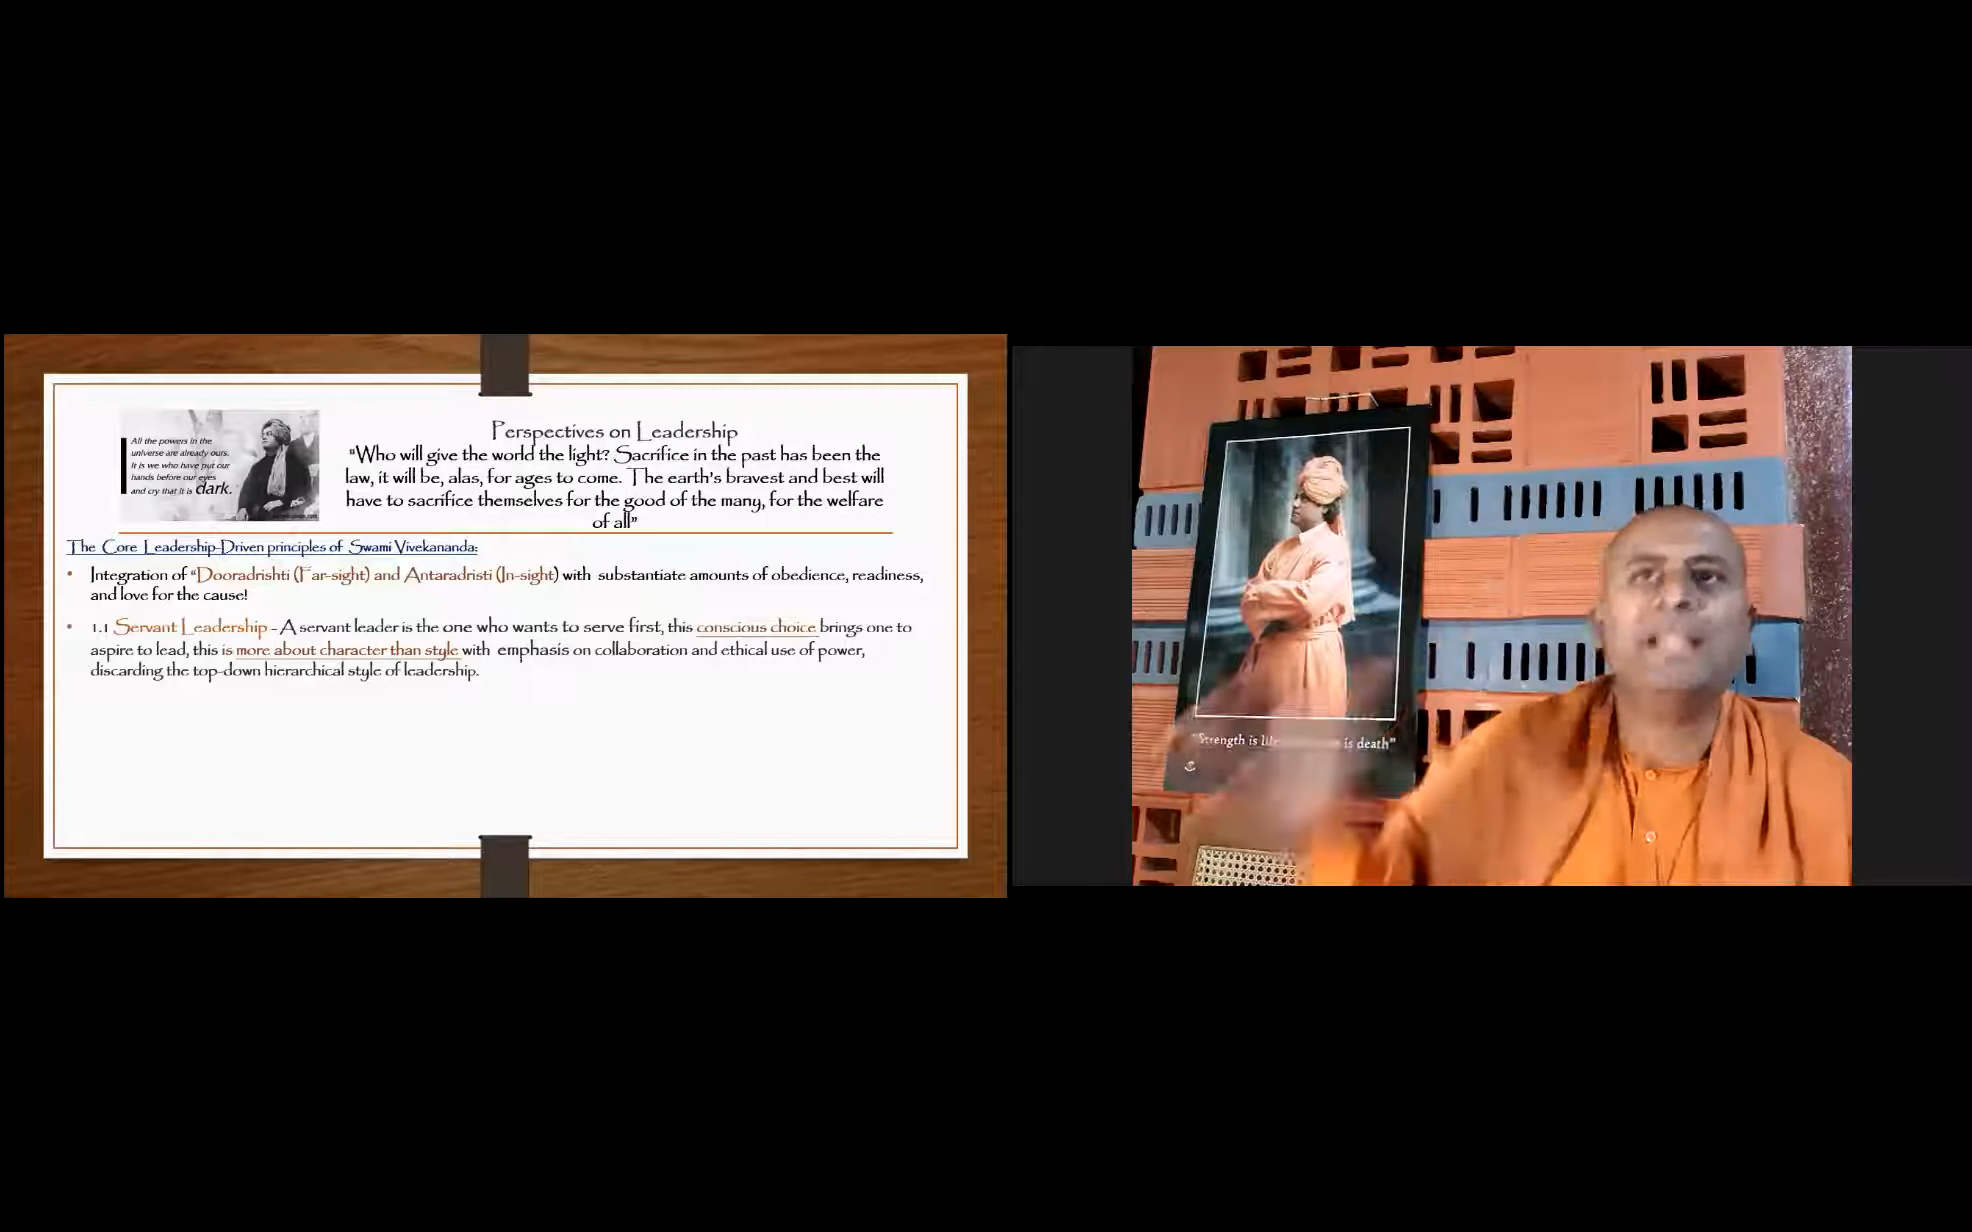 All the powers in the
universe are already ours.
It is we who have put our
hands before our eyes
and cry that it is dark.
Perspectives on Leadership
"Who will give the world the light? Sacrifice in the past has been the
law, it will be, alas, for ages to come. The earth's bravest and best will
have to sacrifice themselves for the good of the many, for the welfare
of all”
The Core Leadership-Driven principles of Swami Vivekananda:
• Integration of “Dooradrishti (Far-sight) and Antaradristi (In-sight) with substantiate amounts of obedience, readiness,
and love for the cause!
• 1.1 Servant Leadership - A servant leader is the one who wants to serve first, this conscious choice brings one to
aspire to lead, this is more about character than style with emphasis on collaboration and ethical use of power,
discarding the top-down hierarchical style of leadership.
"Strength is is death"